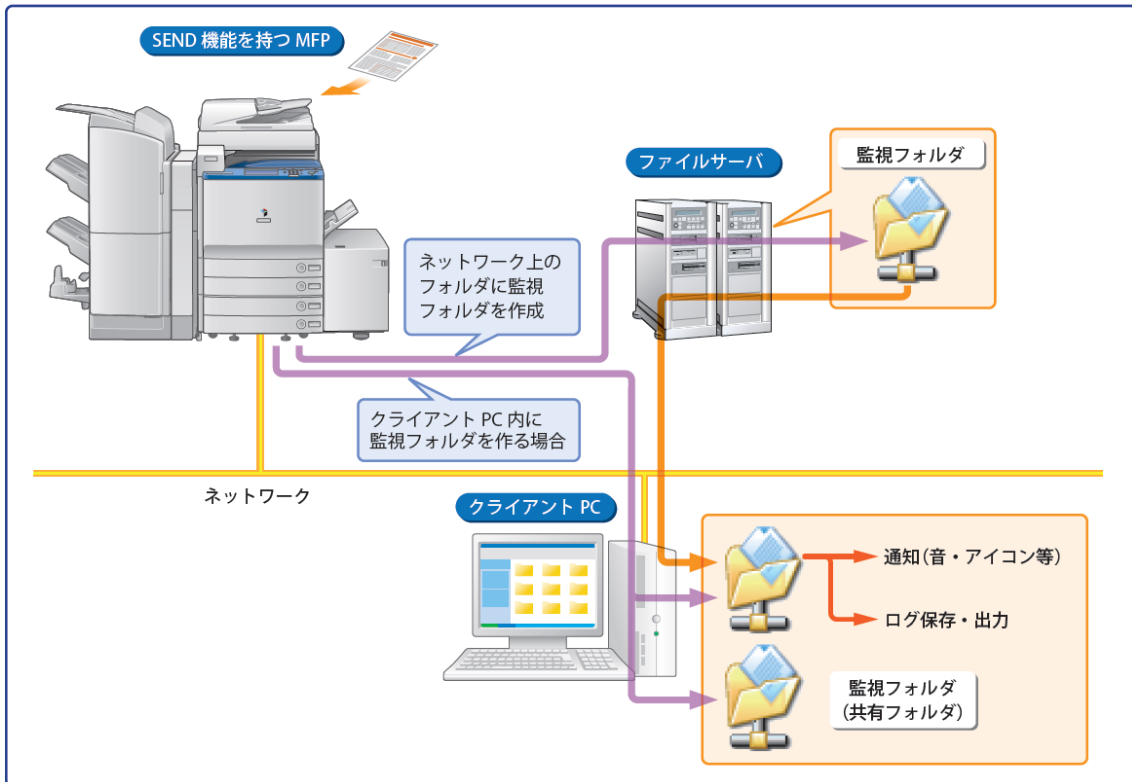 SEND 機能を持つ MFP
ファイルサーバ
監視フォルダ
ネットワーク上の
フォルダに監視
フォルダを作成
クライアント PC 内に
監視フォルダを作る場合
ネットワーク
クライアント PC
通知(音・アイコン等)
ログ保存・出力
監視フォルダ
(共有フォルダ)